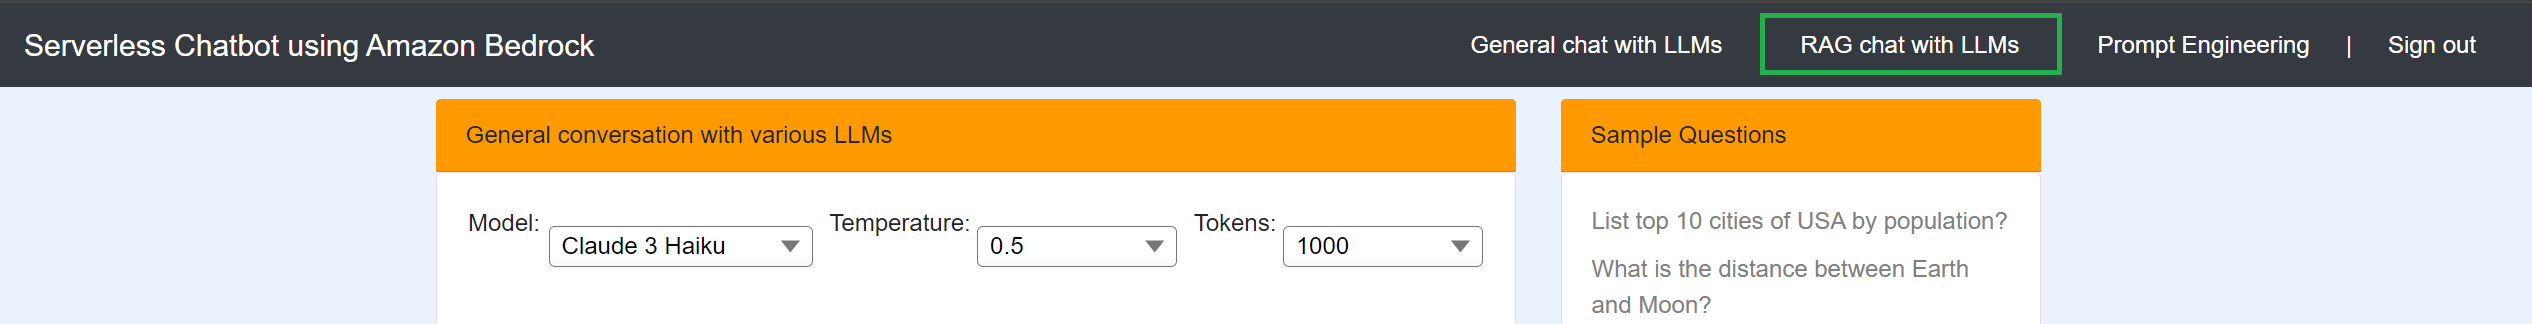 Serverless Chatbot using Amazon Bedrock
General chat with LLMs
RAG chat with LLMs
Prompt Engineering
|
Sign out
General conversation with various LLMs
Model:
Claude 3 Haiku
Temperature:
0.5
Tokens:
1000
Sample Questions
List top 10 cities of USA by population?
What is the distance between Earth
and Moon?